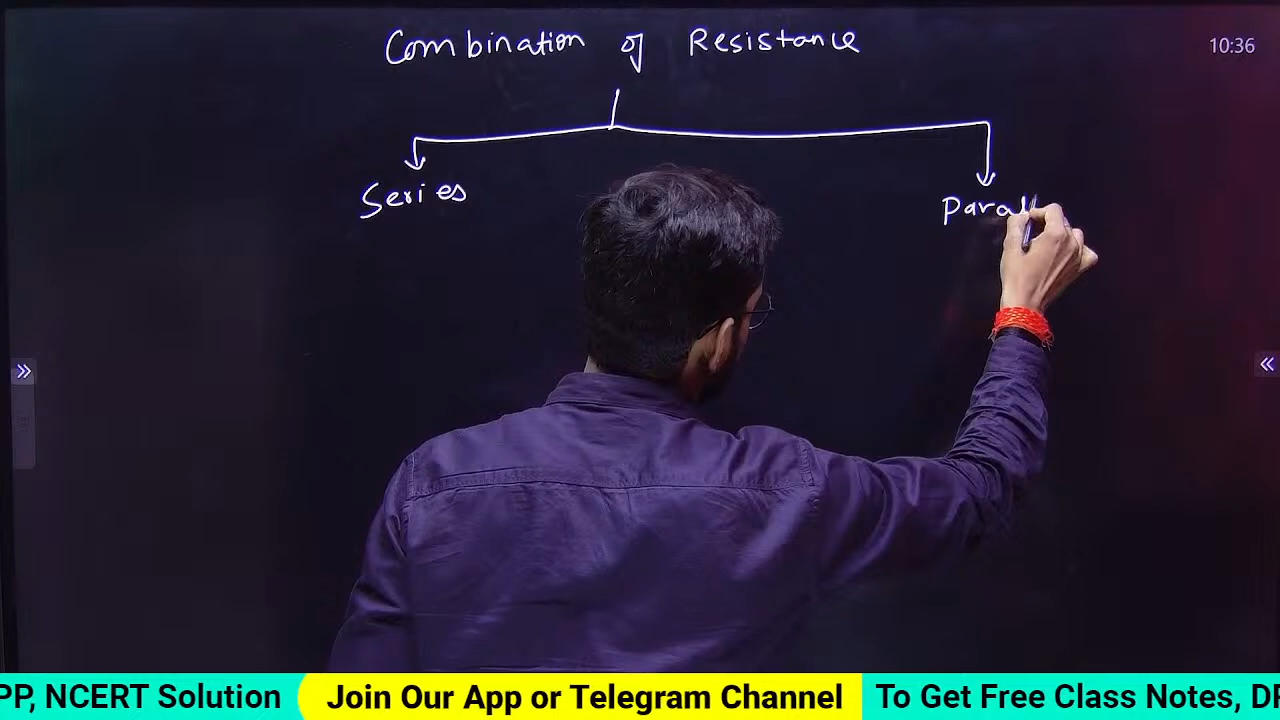 Combination of Resistance
10:36
Series
PP, NCERT Solution
Join Our App or Telegram Channel
To Get Free Class Notes, DP